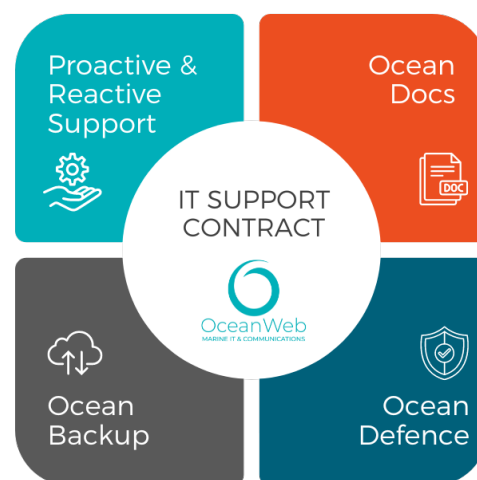 Proactive &
Reactive
Support
Ocean
Docs
DOC
IT SUPPORT
CONTRACT
OceanWeb
MARINE IT & COMMUNICATIONS
Ocean
Backup
Ocean
Defence